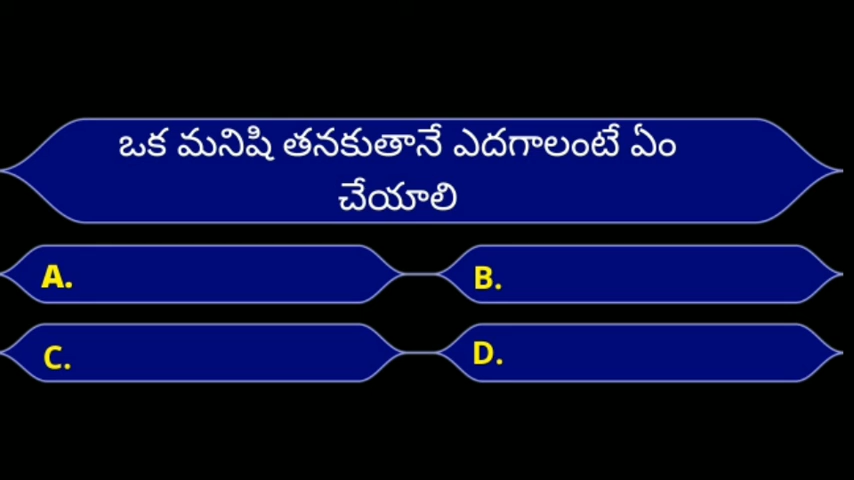 ఒక మనిషి తనకుతానే ఎదగాలంటే ఏం
చేయాలి
A.
B.
C.
D.